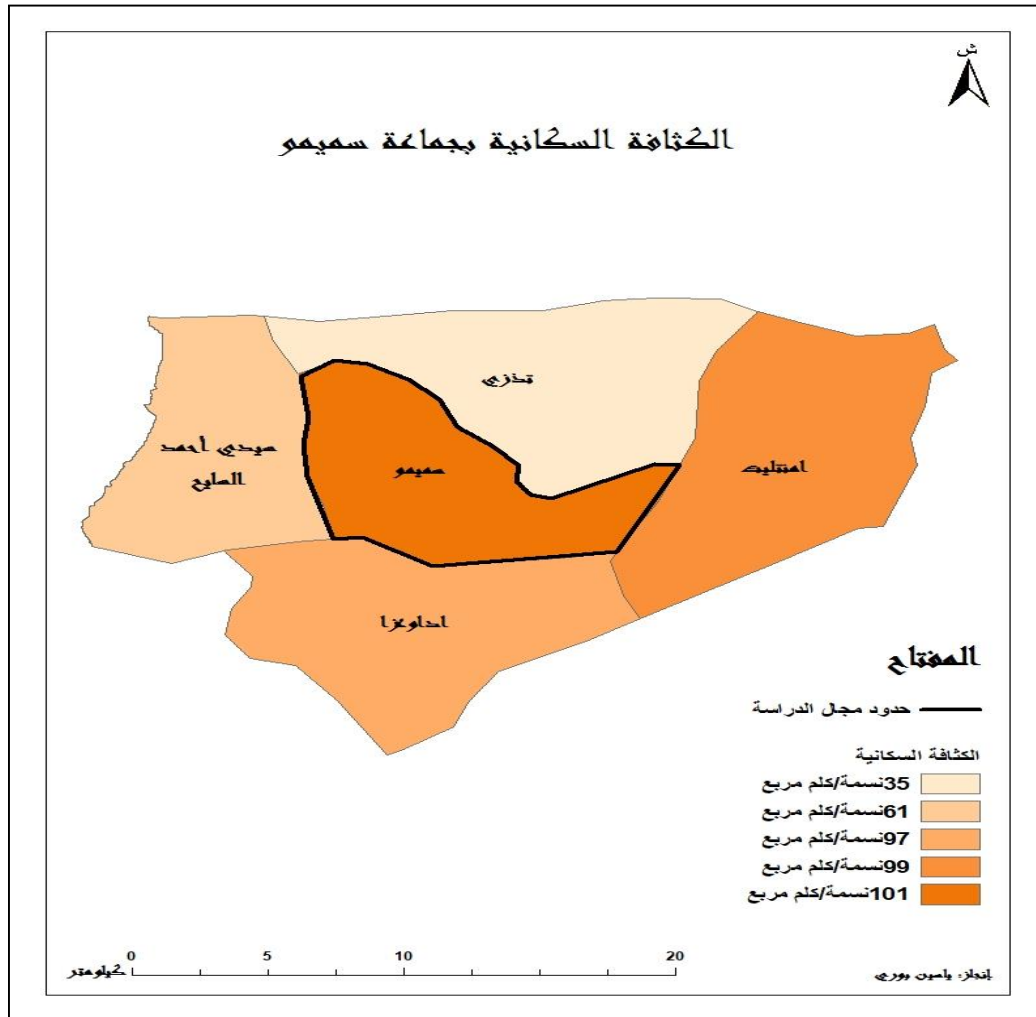 ش
الكثافة السكانية بجماعة سميمو
تذزي
سيدي أحمد
السايح
سميمو
امنتليت
اداوعزا
المفتاح
حدود مجال الدراسة
الكثافة السكانية
35نسمة/كلم مربع
61نسمة/كلم مربع
97نسمة/كلم مربع
99نسمة/كلم مربع
101نسمة/كلم مربع
0 5 10 20
كيلومتر
إنجاز: ياسين بوري